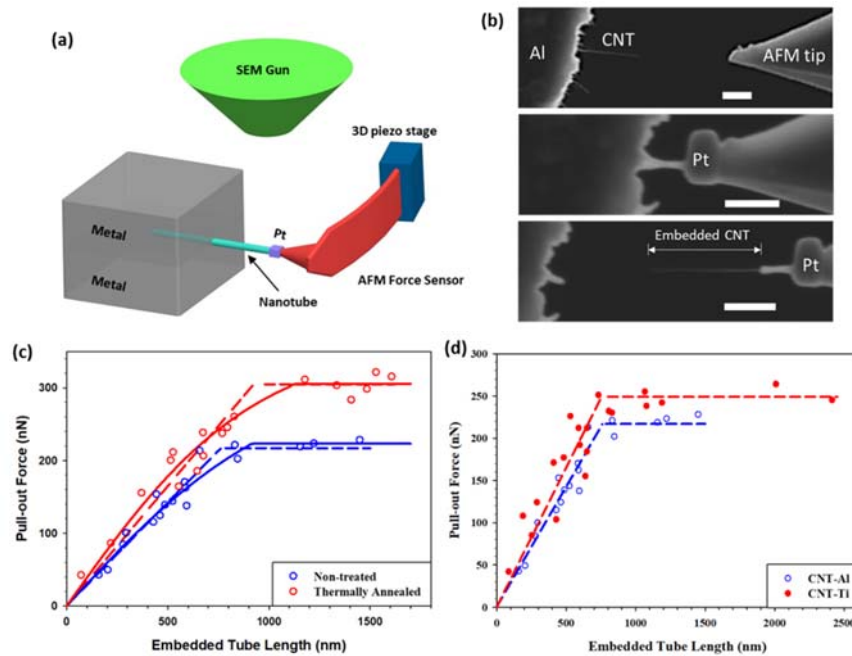 (a)
SEM Gun
3D piezo stage
Metal
Pt
Metal
Nanotube
AFM Force Sensor
(b)
Al
CNT
AFM tip
Pt
Embedded CNT
Pt
(c)
Pull-out Force (nN)
300
200
100
0
0
500
1000
1500
Embedded Tube Length (nm)
Non-treated
Thermally Annealed
(d)
Pull-out Force (nN)
300
250
200
150
100
50
0
0
500
1000
1500
2000
2500
Embedded Tube Length (nm)
CNT-Al
CNT-Ti